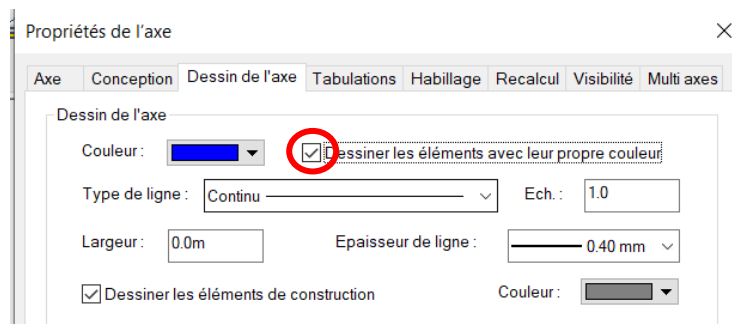 Propriétés de l'axe
Axe Conception Dessin de l'axe Tabulations Habillage Recalcul Visibilité Multi axes
Dessin de l'axe
Couleur : Dessiner les éléments avec leur propre couleur
Type de ligne : Continu Ech. : 1.0
Largeur : 0.0m Epaisseur de ligne : 0.40 mm
Dessiner les éléments de construction Couleur :